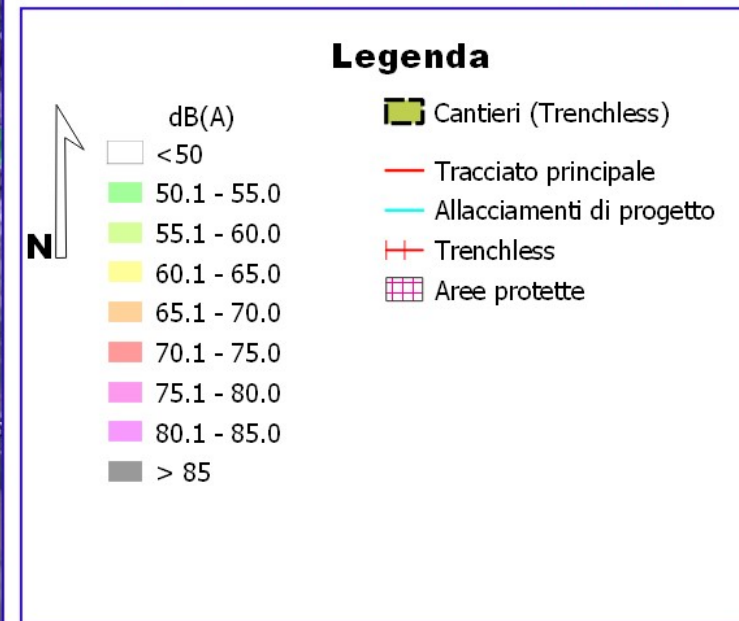 Legenda
N
dB(A)
<50
50.1 - 55.0
55.1 - 60.0
60.1 - 65.0
65.1 - 70.0
70.1 - 75.0
75.1 - 80.0
80.1 - 85.0
> 85
Cantieri (Trenchless)
Tracciato principale
Allacciamenti di progetto
Trenchless
Aree protette